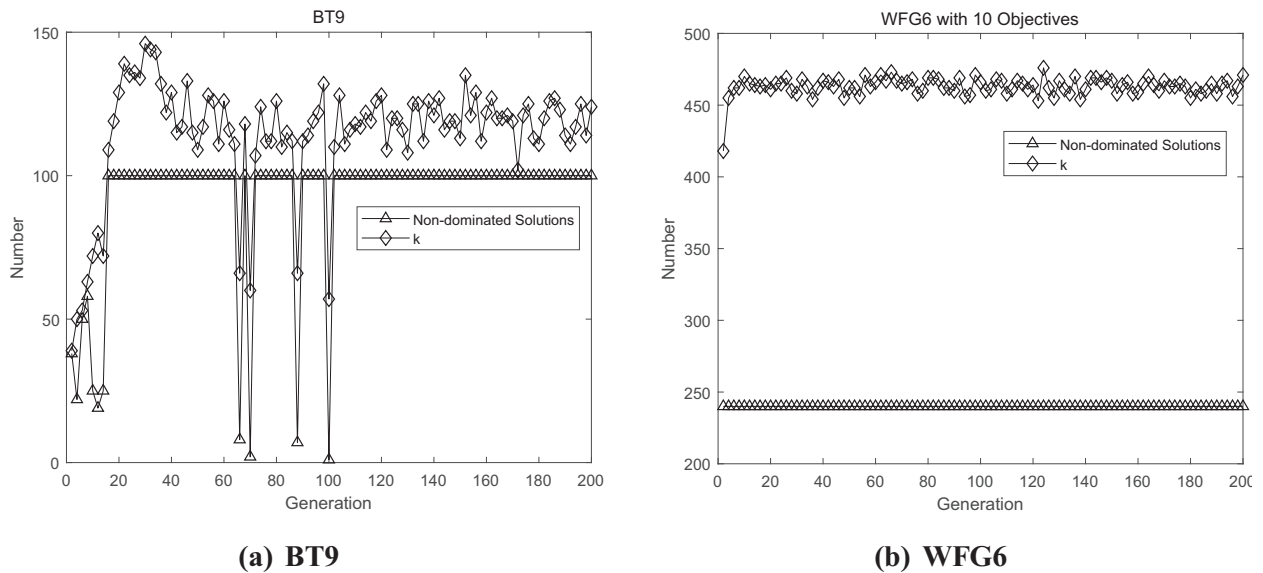 BT9
150
100
50
0
Number
Non-dominated Solutions
k
0 20 40 60 80 100 120 140 160 180 200
Generation
(a) BT9
WFG6 with 10 Objectives
500
450
400
350
300
250
200
Number
Non-dominated Solutions
k
0 20 40 60 80 100 120 140 160 180 200
Generation
(b) WFG6